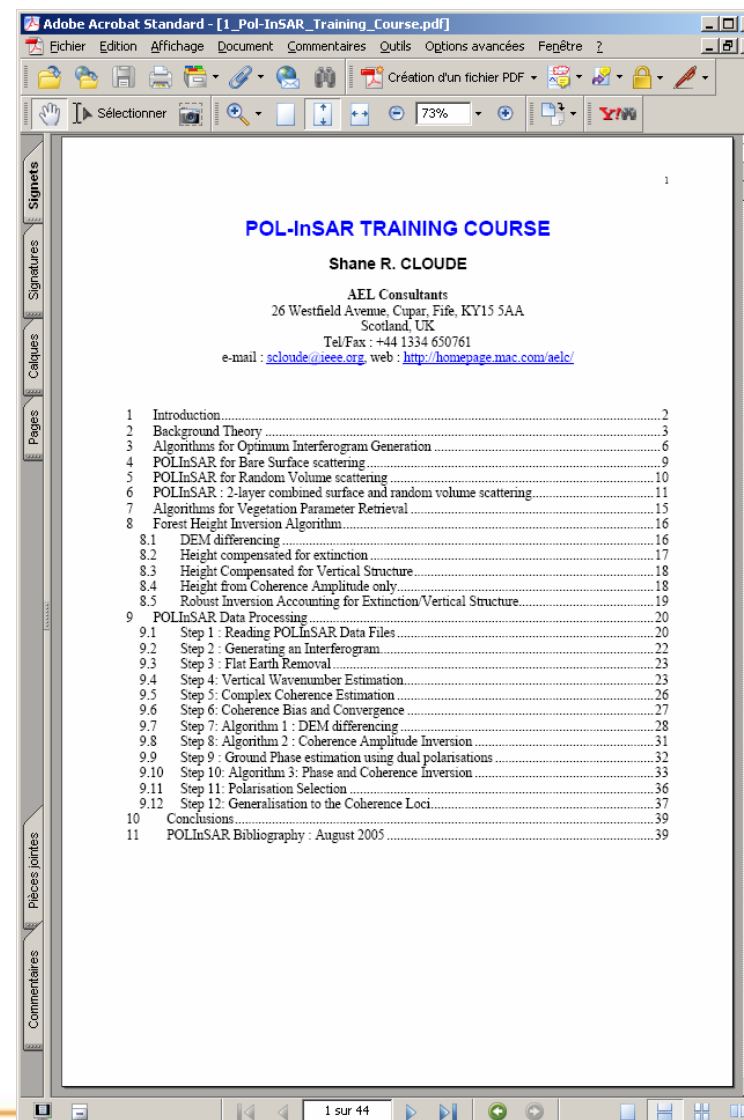 Adobe Acrobat Standard - [1_Pol-InSAR_Training_Course.pdf]
Fichier Edition Affichage Document Commentaires Outils Options avancées Fenêtre ?
Création d'un fichier PDF
Sélectionner 73% Y!
Signets
Signatures
Calques
Pages
Pièces jointes
Commentaires
1
POL-InSAR TRAINING COURSE
Shane R. CLOUDE
AEL Consultants
26 Westfield Avenue, Cupar, Fife, KY15 5AA
Scotland, UK
Tel/Fax : +44 1334 650761
e-mail : scloude@ieee.org, web : http://homepage.mac.com/aelc/
1 Introduction....2
2 Background Theory....3
3 Algorithms for Optimum Interferogram Generation....6
4 POLInSAR for Bare Surface scattering....9
5 POLInSAR for Random Volume scattering....10
6 POLInSAR : 2-layer combined surface and random volume scattering....11
7 Algorithms for Vegetation Parameter Retrieval....15
8 Forest Height Inversion Algorithm....16
8.1 DEM differencing....16
8.2 Height compensated for extinction....17
8.3 Height Compensated for Vertical Structure....18
8.4 Height from Coherence Amplitude only....18
8.5 Robust Inversion Accounting for Extinction/Vertical Structure....19
9 POLInSAR Data Processing....20
9.1 Step 1 : Reading POLInSAR Data Files....20
9.2 Step 2 : Generating an Interferogram....22
9.3 Step 3 : Flat Earth Removal....23
9.4 Step 4: Vertical Wavenumber Estimation....23
9.5 Step 5: Complex Coherence Estimation....26
9.6 Step 6: Coherence Bias and Convergence....27
9.7 Step 7: Algorithm 1 : DEM differencing....28
9.8 Step 8: Algorithm 2 : Coherence Amplitude Inversion....31
9.9 Step 9 : Ground Phase estimation using dual polarisations....32
9.10 Step 10: Algorithm 3: Phase and Coherence Inversion....33
9.11 Step 11: Polarisation Selection....36
9.12 Step 12: Generalisation to the Coherence Loci....37
10 Conclusions....39
11 POLInSAR Bibliography : August 2005....39
1 sur 44